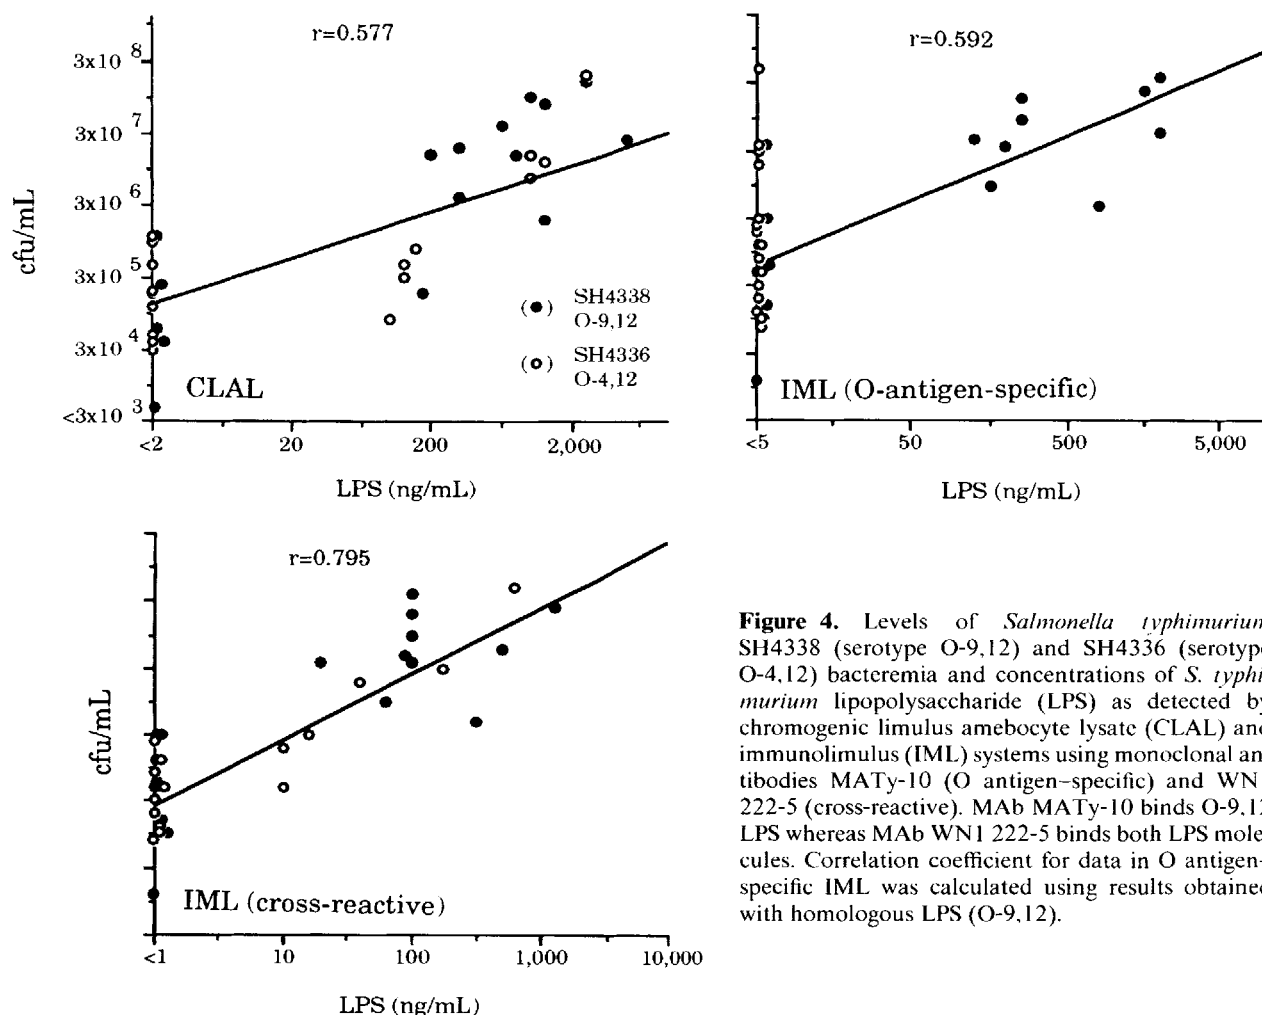 r=0.577
3x10 8
3x10 7
3x10 6
3x10 5
3x10 4
<3x10 3
cfu/mL
(●) SH4338
O-9,12
(o) SH4336
O-4,12
CLAL
<2 20 200 2,000
LPS (ng/mL)
r=0.592
IML (O-antigen-specific)
<5 50 500 5,000
LPS (ng/mL)
r=0.795
cfu/mL
IML (cross-reactive)
<1 10 100 1,000 10,000
LPS (ng/mL)
Figure 4. Levels of Salmonella typhimurium
SH4338 (serotype O-9,12) and SH4336 (serotype
O-4,12) bacteremia and concentrations of S. typhi-
murium lipopolysaccharide (LPS) as detected by
chromogenic limulus amebocyte lysate (CLAL) and
immunolimulus (IML) systems using monoclonal an-
tibodies MATy-10 (O antigen–specific) and WN1
222-5 (cross-reactive). MAb MATy-10 binds O-9,12
LPS whereas MAb WN1 222-5 binds both LPS mole-
cules. Correlation coefficient for data in O antigen–
specific IML was calculated using results obtained
with homologous LPS (O-9,12).